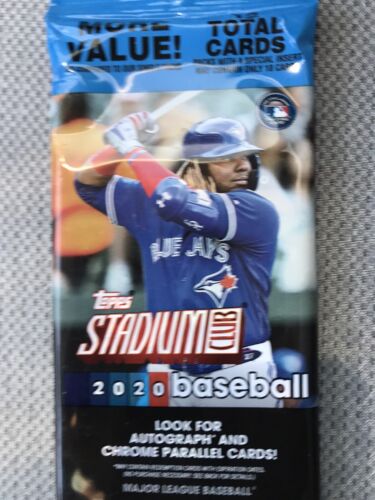 MORE
VALUE!
TOTAL
CARDS
BLUE JAYS
Topps
STADIUM
CLUB
2020 baseball
LOOK FOR
AUTOGRAPH* AND
CHROME PARALLEL CARDS!
MAJOR LEAGUE BASEBALL